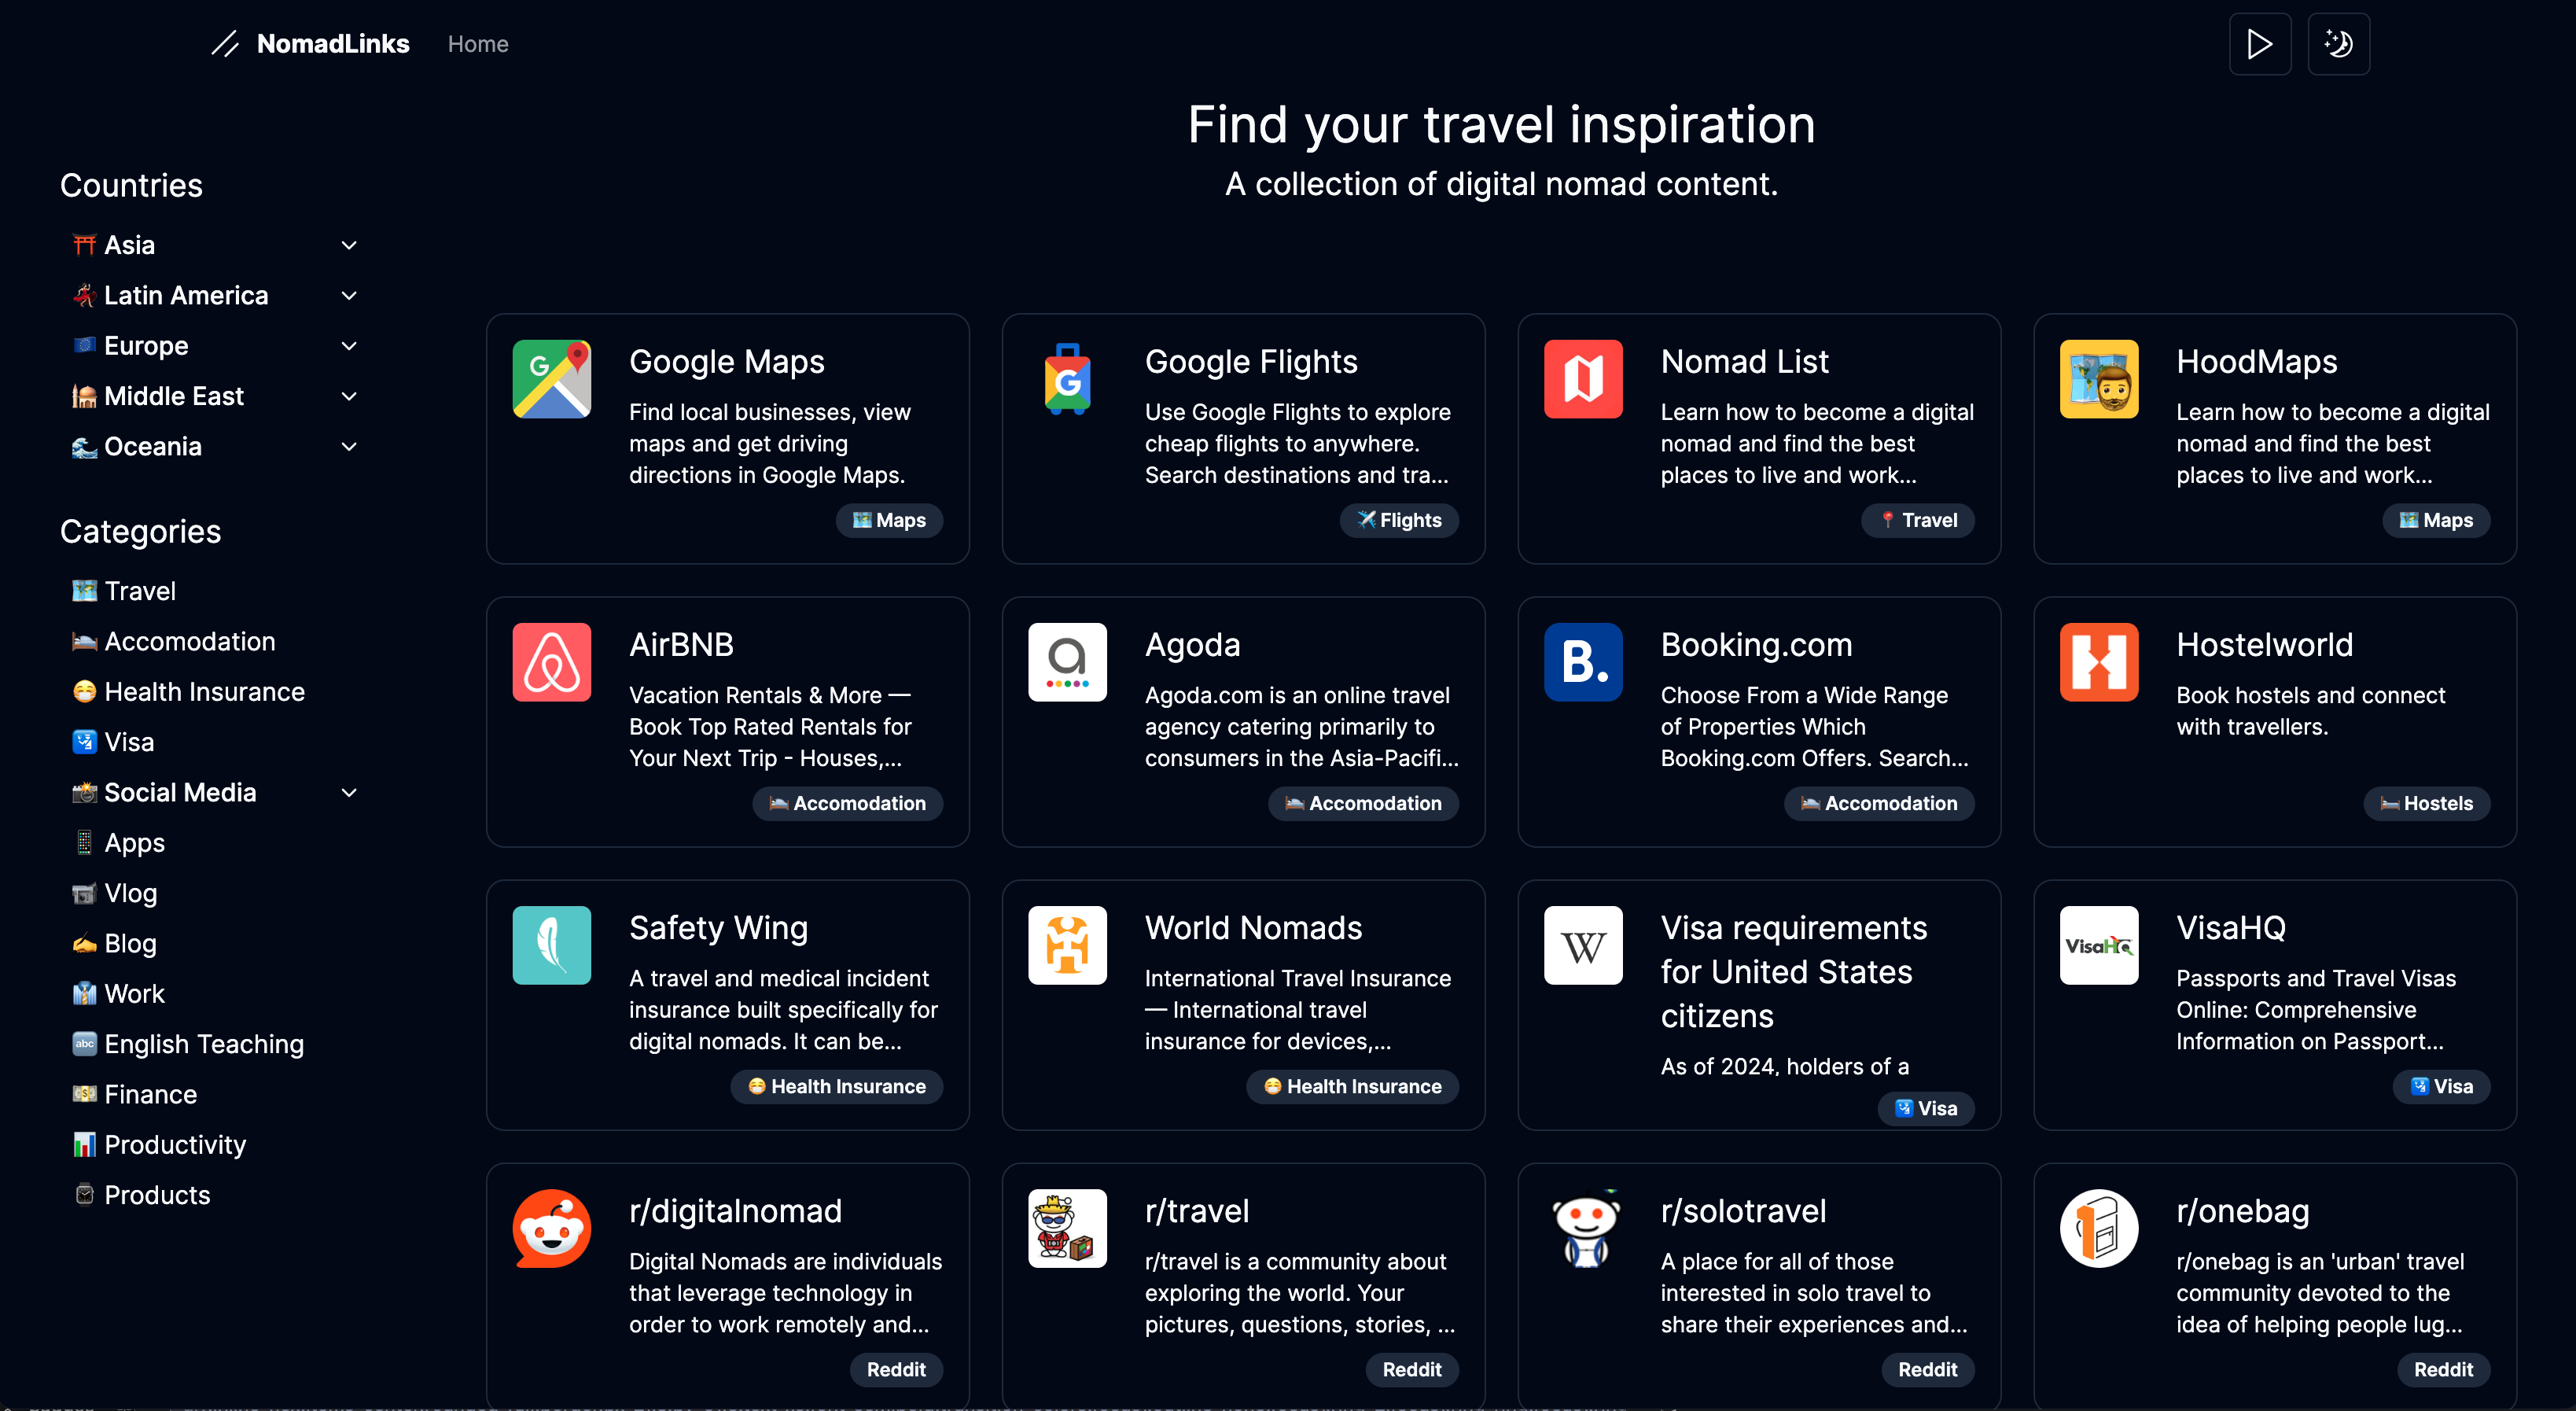 NomadLinks Home
Find your travel inspiration
A collection of digital nomad content.
Countries
Asia
Latin America
Europe
Middle East
Oceania
Categories
Travel
Accomodation
Health Insurance
Visa
Social Media
Apps
Vlog
Blog
Work
English Teaching
Finance
Productivity
Products
Google Maps
Find local businesses, view
maps and get driving
directions in Google Maps.
Maps
Google Flights
Use Google Flights to explore
cheap flights to anywhere.
Search destinations and tra...
Flights
Nomad List
Learn how to become a digital
nomad and find the best
places to live and work...
Travel
HoodMaps
Learn how to become a digital
nomad and find the best
places to live and work...
Maps
AirBNB
Vacation Rentals & More —
Book Top Rated Rentals for
Your Next Trip - Houses,...
Accomodation
Agoda
Agoda.com is an online travel
agency catering primarily to
consumers in the Asia-Pacifi...
Accomodation
B.
Booking.com
Choose From a Wide Range
of Properties Which
Booking.com Offers. Search...
Accomodation
Hostelworld
Book hostels and connect
with travellers.
Hostels
Safety Wing
A travel and medical incident
insurance built specifically for
digital nomads. It can be...
Health Insurance
World Nomads
International Travel Insurance
— International travel
insurance for devices,...
Health Insurance
W
Visa requirements
for United States
citizens
As of 2024, holders of a
Visa
VisaHQ
VisaHQ
Passports and Travel Visas
Online: Comprehensive
Information on Passport...
Visa
r/digitalnomad
Digital Nomads are individuals
that leverage technology in
order to work remotely and...
Reddit
r/travel
r/travel is a community about
exploring the world. Your
pictures, questions, stories, ...
Reddit
r/solotravel
A place for all of those
interested in solo travel to
share their experiences and...
Reddit
r/onebag
r/onebag is an 'urban' travel
community devoted to the
idea of helping people lug...
Reddit